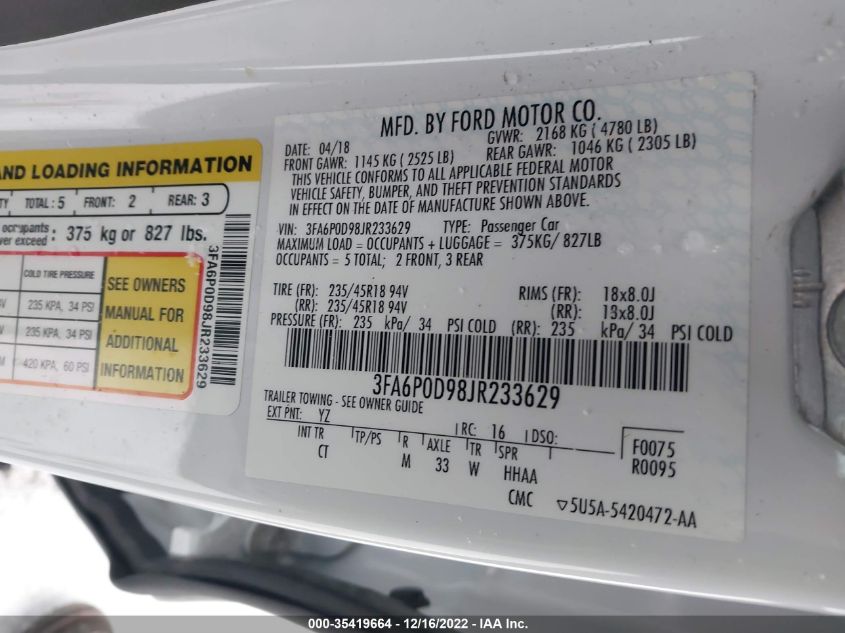 AND LOADING INFORMATION
TOTAL: 5 FRONT: 2 REAR: 3
occupants
exceed: 375 kg or 827 lbs.
COLD TIRE PRESSURE
235 KPA, 34 PSI
235 KPA, 34 PSI
420 KPA, 60 PSI
SEE OWNERS
MANUAL FOR
ADDITIONAL
INFORMATION
3FA6P0D98JR233629
MFD. BY FORD MOTOR CO.
DATE: 04/18 GVWR: 2168 KG ( 4780 LB)
FRONT GAWR: 1145 KG ( 2525 LB) REAR GAWR: 1046 KG ( 2305 LB)
THIS VEHICLE CONFORMS TO ALL APPLICABLE FEDERAL MOTOR
VEHICLE SAFETY, BUMPER, AND THEFT PREVENTION STANDARDS
IN EFFECT ON THE DATE OF MANUFACTURE SHOWN ABOVE.
VIN: 3FA6P0D98JR233629 TYPE: Passenger Car
MAXIMUM LOAD = OCCUPANTS + LUGGAGE = 375KG/ 827LB
OCCUPANTS = 5 TOTAL; 2 FRONT, 3 REAR
TIRE (FR): 235/45R18 94V RIMS (FR): 18x8.0J
(RR): 235/45R18 94V (RR): 18x8.0J
PRESSURE (FR): 235 kPa/ 34 PSI COLD (RR): 235 kPa/ 34 PSI COLD
3FA6P0D98JR233629
TRAILER TOWING - SEE OWNER GUIDE
EXT PNT: YZ RC: 16 DSO: F0075
INT TR TP/PS R AXLE TR SPR R0095
CT M 33 W HHAA
CMC ▽5U5A-5420472-AA
000-35419664 - 12/16/2022 - IAA Inc.